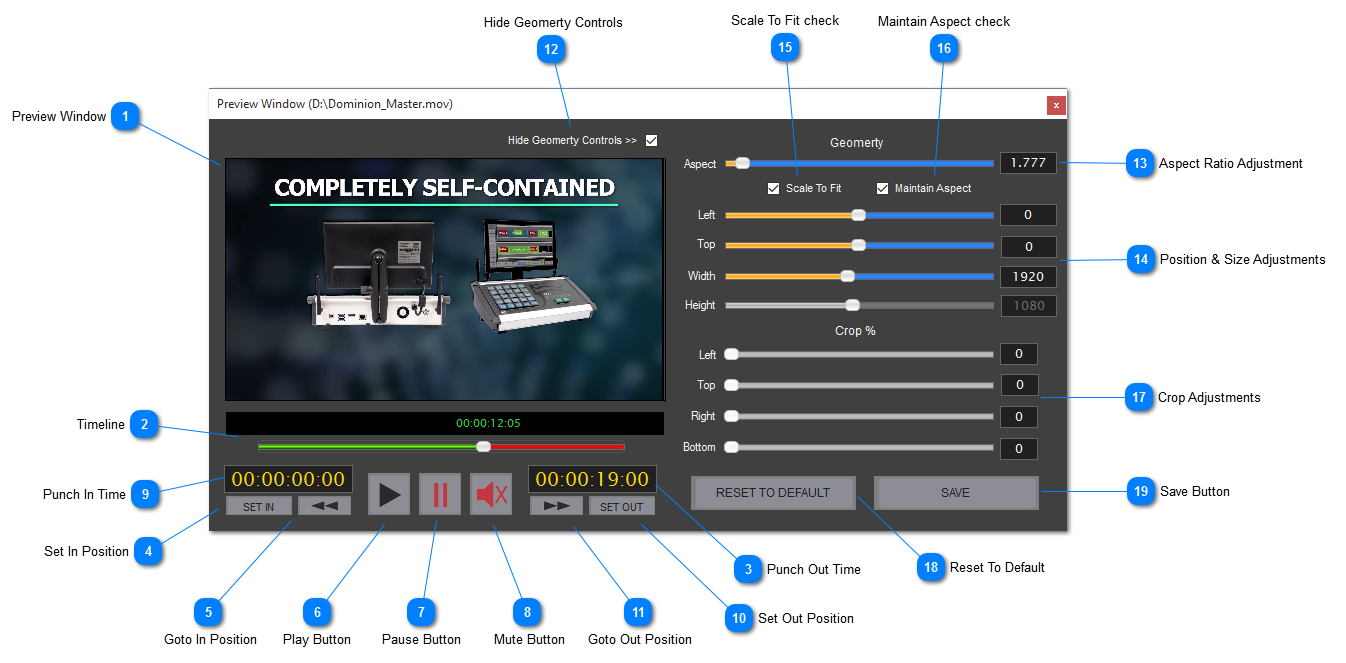 Hide Geomerty Controls
12
Scale To Fit check
15
Maintain Aspect check
16
Preview Window
1
Preview Window (D:\Dominion_Master.mov)
x
Hide Geomerty Controls >>
COMPLETELY SELF-CONTAINED
Geomerty
Aspect
1.777
13
Aspect Ratio Adjustment
Scale To Fit
Maintain Aspect
Left
0
Top
0
14
Position & Size Adjustments
Width
1920
Height
1080
Crop %
Left
0
Top
0
17
Crop Adjustments
Right
0
Bottom
0
Timeline
2
00:00:12:05
Punch In Time
9
00:00:00:00
00:00:19:00
SET IN
SET OUT
RESET TO DEFAULT
SAVE
19
Save Button
Set In Position
4
3
Punch Out Time
18
Reset To Default
5
Goto In Position
6
Play Button
7
Pause Button
8
Mute Button
11
Goto Out Position
10
Set Out Position